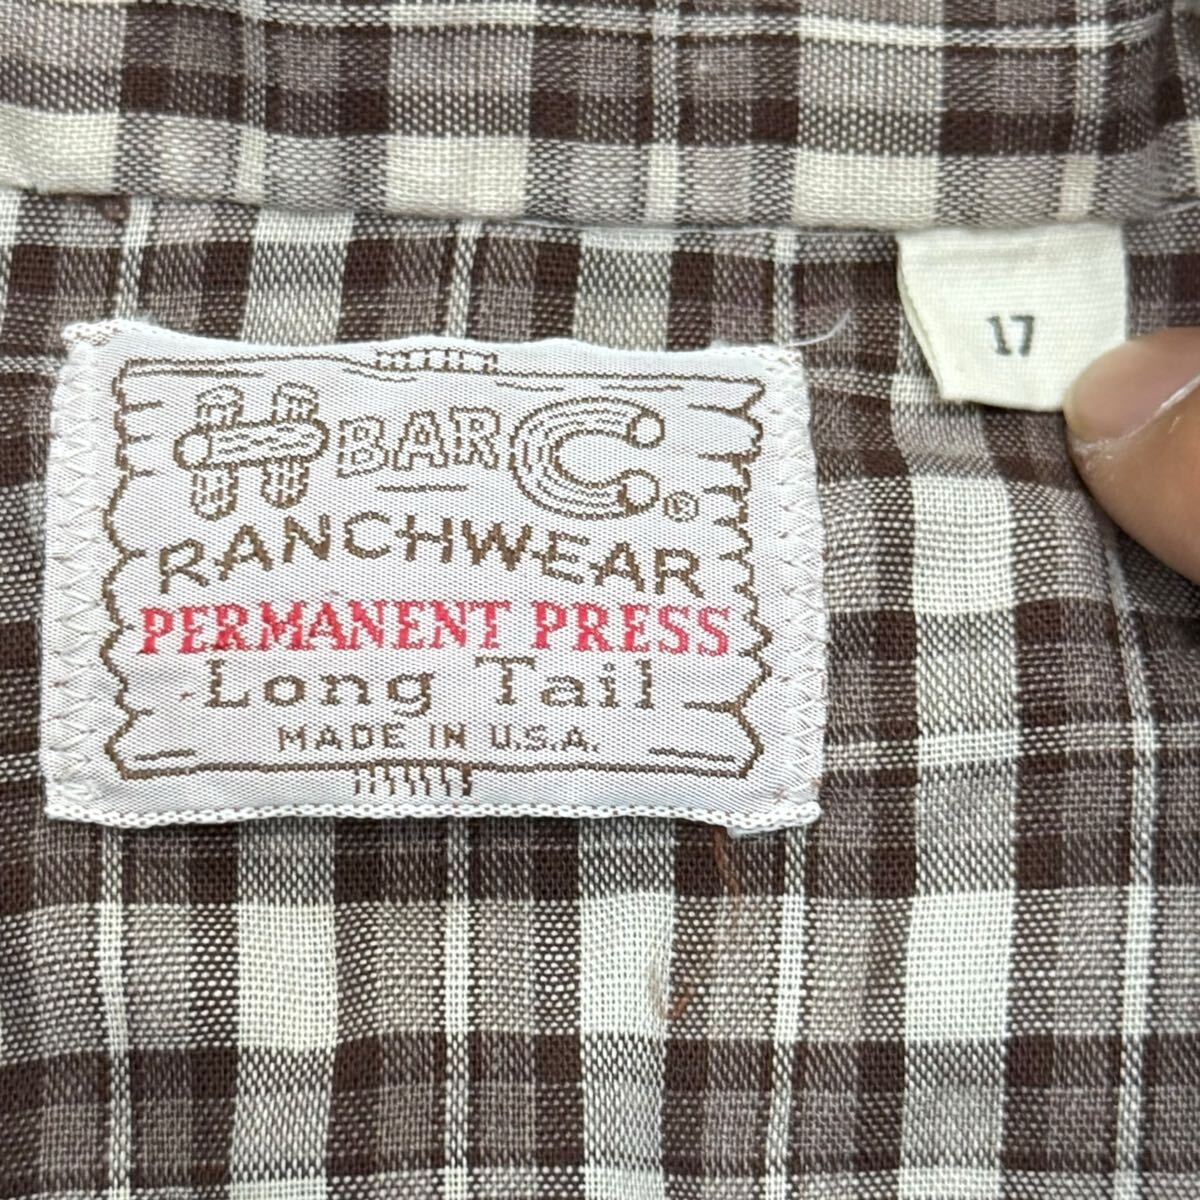 H BAR C®
RANCHWEAR
PERMANENT PRESS
Long Tail
MADE IN U.S.A.
17